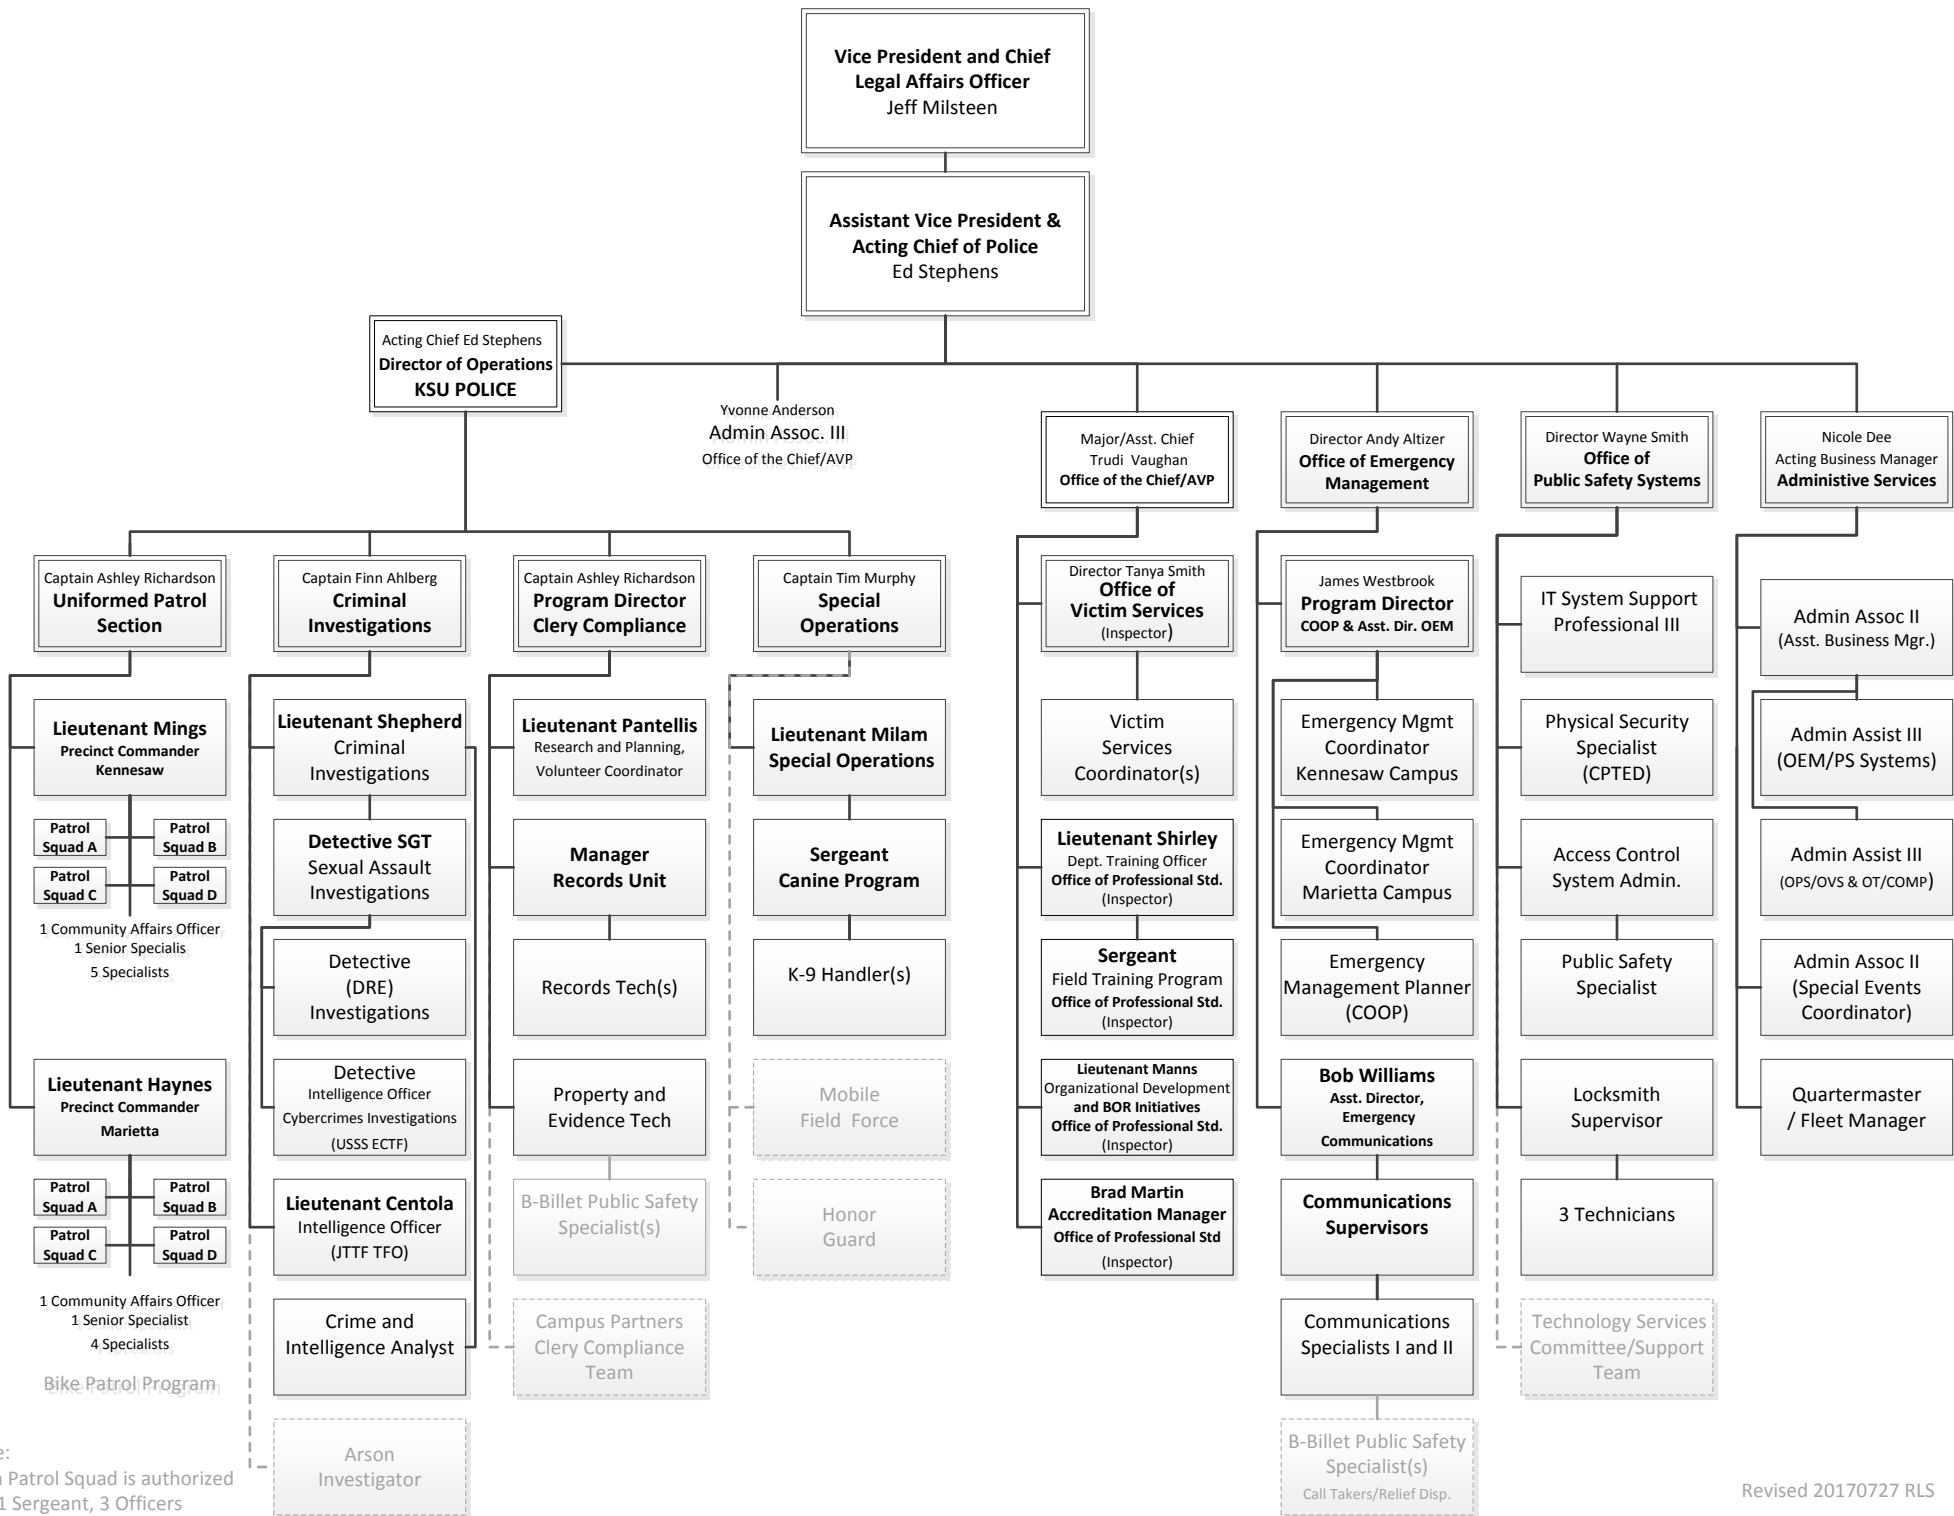 Vice President and Chief
Legal Affairs Officer
Jeff Milsteen
Assistant Vice President &
Acting Chief of Police
Ed Stephens
Acting Chief Ed Stephens
Director of Operations
KSU POLICE
Yvonne Anderson
Admin Assoc. III
Office of the Chief/AVP
Major/Asst. Chief
Trudi Vaughan
Office of the Chief/AVP
Director Andy Altizer
Office of Emergency
Management
Director Wayne Smith
Office of
Public Safety Systems
Nicole Dee
Acting Business Manager
Administive Services
Captain Ashley Richardson
Uniformed Patrol
Section
Captain Finn Ahlberg
Criminal
Investigations
Captain Ashley Richardson
Program Director
Clery Compliance
Captain Tim Murphy
Special
Operations
Director Tanya Smith
Office of
Victim Services
(Inspector)
James Westbrook
Program Director
COOP & Asst. Dir. OEM
IT System Support
Professional III
Admin Assoc II
(Asst. Business Mgr.)
Lieutenant Mings
Precinct Commander
Kennesaw
Patrol
Squad A
Patrol
Squad B
Patrol
Squad C
Patrol
Squad D
1 Community Affairs Officer
1 Senior Specialis
5 Specialists
Lieutenant Haynes
Precinct Commander
Marietta
Patrol
Squad A
Patrol
Squad B
Patrol
Squad C
Patrol
Squad D
1 Community Affairs Officer
1 Senior Specialist
4 Specialists
Bike Patrol Program
e:
Patrol Squad is authorized
1 Sergeant, 3 Officers
Lieutenant Shepherd
Criminal
Investigations
Detective SGT
Sexual Assault
Investigations
Detective
(DRE)
Investigations
Detective
Intelligence Officer
Cybercrimes Investigations
(USSS ECTF)
Lieutenant Centola
Intelligence Officer
(JTTF TFO)
Crime and
Intelligence Analyst
Arson
Investigator
Lieutenant Pantellis
Research and Planning,
Volunteer Coordinator
Manager
Records Unit
Records Tech(s)
Property and
Evidence Tech
B-Billet Public Safety
Specialist(s)
Campus Partners
Clery Compliance
Team
Lieutenant Milam
Special Operations
Sergeant
Canine Program
K-9 Handler(s)
Mobile
Field Force
Honor
Guard
Victim
Services
Coordinator(s)
Lieutenant Shirley
Dept. Training Officer
Office of Professional Std.
(Inspector)
Sergeant
Field Training Program
Office of Professional Std.
(Inspector)
Lieutenant Manns
Organizational Development
and BOR Initiatives
Office of Professional Std.
(Inspector)
Brad Martin
Accreditation Manager
Office of Professional Std
(Inspector)
Emergency Mgmt
Coordinator
Kennesaw Campus
Emergency Mgmt
Coordinator
Marietta Campus
Emergency
Management Planner
(COOP)
Bob Williams
Asst. Director,
Emergency
Communications
Communications
Supervisors
Communications
Specialists I and II
B-Billet Public Safety
Specialist(s)
Call Takers/Relief Disp.
Physical Security
Specialist
(CPTED)
Access Control
System Admin.
Public Safety
Specialist
Locksmith
Supervisor
3 Technicians
Technology Services
Committee/Support
Team
Admin Assist III
(OEM/PS Systems)
Admin Assist III
(OPS/OVS & OT/COMP)
Admin Assoc II
(Special Events
Coordinator)
Quartermaster
/ Fleet Manager
Revised 20170727 RLS